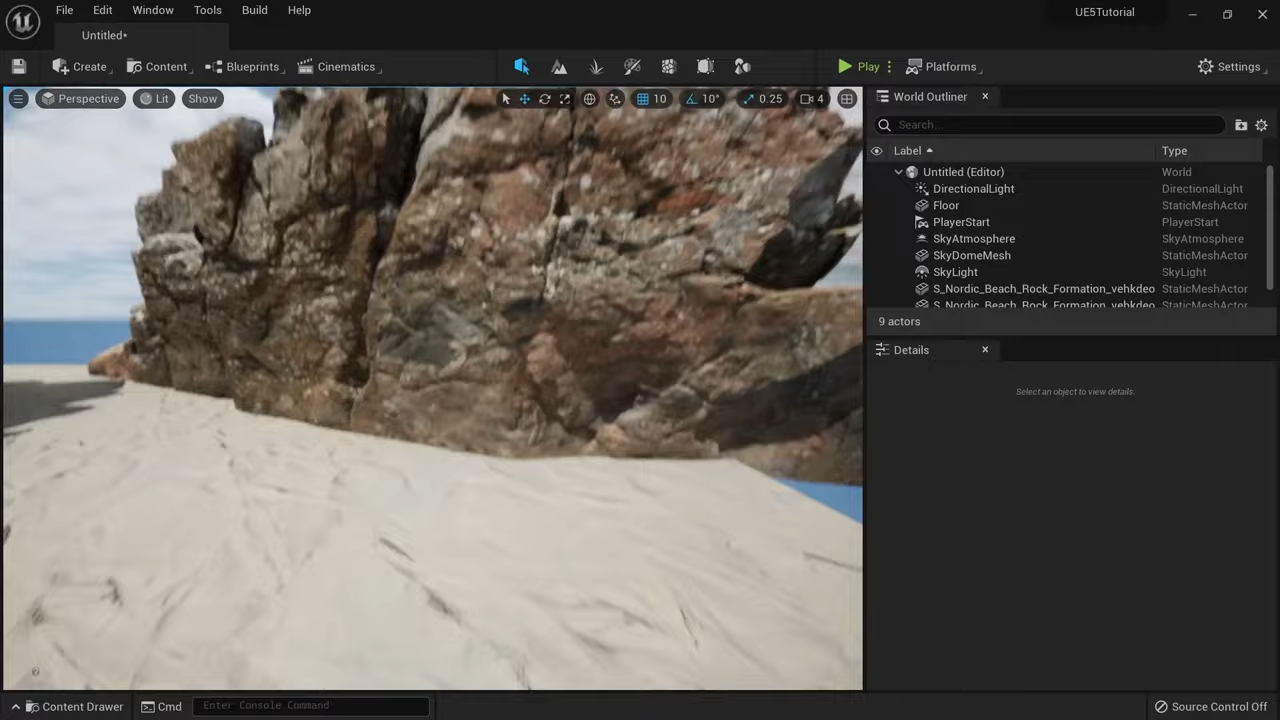 File Edit Window Tools Build Help
UE5Tutorial
Untitled*
Create Content Blueprints Cinematics Play Platforms Settings
Perspective Lit Show 10 10° 0.25 4
World Outliner
Search...
Label Type
Untitled (Editor) World
DirectionalLight DirectionalLight
Floor StaticMeshActor
PlayerStart PlayerStart
SkyAtmosphere SkyAtmosphere
SkyDomeMesh StaticMeshActor
SkyLight SkyLight
S_Nordic_Beach_Rock_Formation_vehkdeo StaticMeshActor
S_Nordic_Beach_Rock_Formation_vehkdeo StaticMeshActor
9 actors
Details
Select an object to view details.
Content Drawer Cmd Enter Console Command Source Control Off